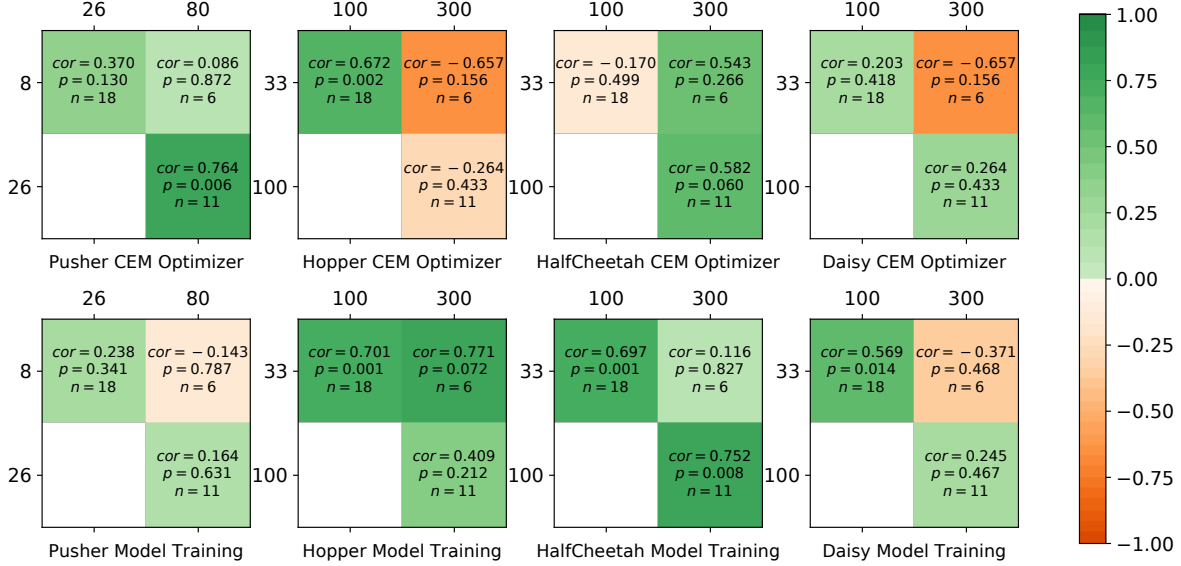 26 80 100 300 100 300 100 300
8 cor = 0.370 p = 0.130 n = 18
cor = 0.086 p = 0.872 n = 6
33 cor = 0.672 p = 0.002 n = 18
cor = − 0.657 p = 0.156 n = 6
33 cor = − 0.170 p = 0.499 n = 18
cor = 0.543 p = 0.266 n = 6
33 cor = 0.203 p = 0.418 n = 18
cor = − 0.657 p = 0.156 n = 6
26 cor = 0.764 p = 0.006 n = 11
100 cor = − 0.264 p = 0.433 n = 11
100 cor = 0.582 p = 0.060 n = 11
100 cor = 0.264 p = 0.433 n = 11
Pusher CEM Optimizer
Hopper CEM Optimizer
HalfCheetah CEM Optimizer
Daisy CEM Optimizer
26 80 100 300 100 300 100 300
8 cor = 0.238 p = 0.341 n = 18
cor = − 0.143 p = 0.787 n = 6
33 cor = 0.701 p = 0.001 n = 18
cor = 0.771 p = 0.072 n = 6
33 cor = 0.697 p = 0.001 n = 18
cor = 0.116 p = 0.827 n = 6
33 cor = 0.569 p = 0.014 n = 18
cor = − 0.371 p = 0.468 n = 6
26 cor = 0.164 p = 0.631 n = 11
100 cor = 0.409 p = 0.212 n = 11
100 cor = 0.752 p = 0.008 n = 11
100 cor = 0.245 p = 0.467 n = 11
Pusher Model Training
Hopper Model Training
HalfCheetah Model Training
Daisy Model Training
1.00
0.75
0.50
0.25
0.00
−0.25
−0.50
−0.75
−1.00